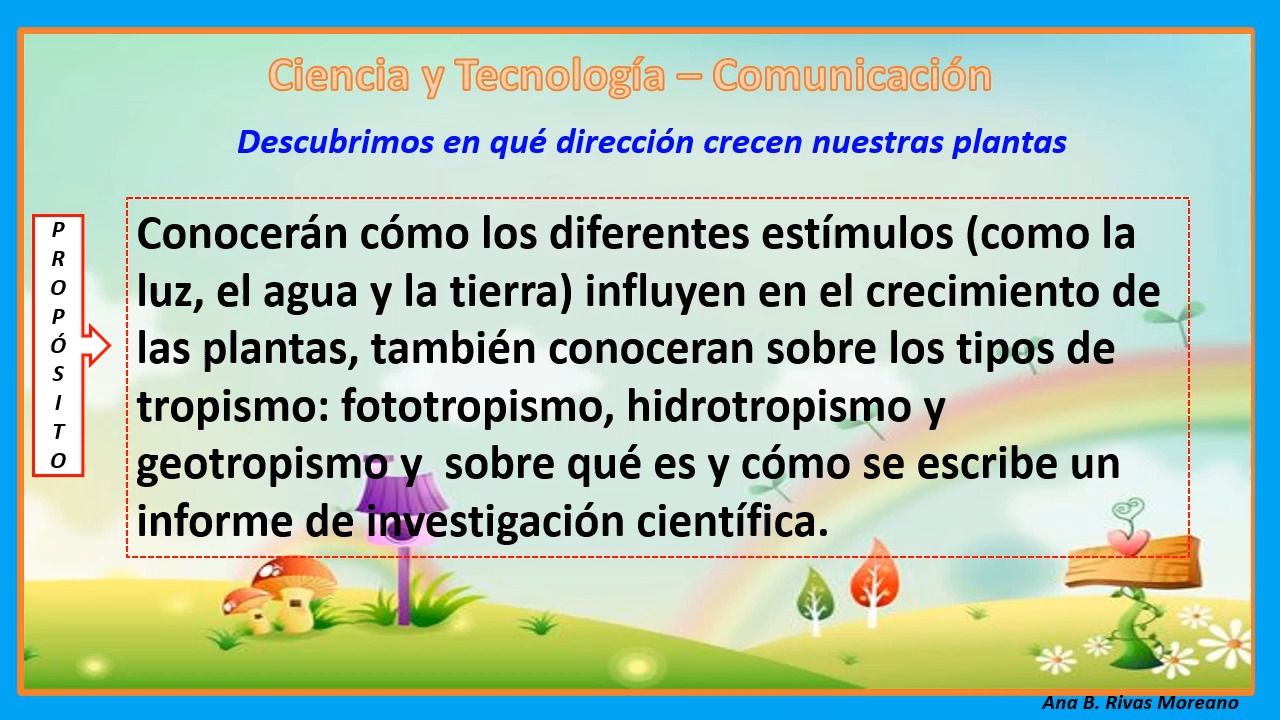 Ciencia y Tecnología – Comunicación
Descubrimos en qué dirección crecen nuestras plantas
P
R
O
P
Ó
S
I
T
O
Conocerán cómo los diferentes estímulos (como la
luz, el agua y la tierra) influyen en el crecimiento de
las plantas, también conoceran sobre los tipos de
tropismo: fototropismo, hidrotropismo y
geotropismo y  sobre qué es y cómo se escribe un
informe de investigación científica.
Ana B. Rivas Moreano